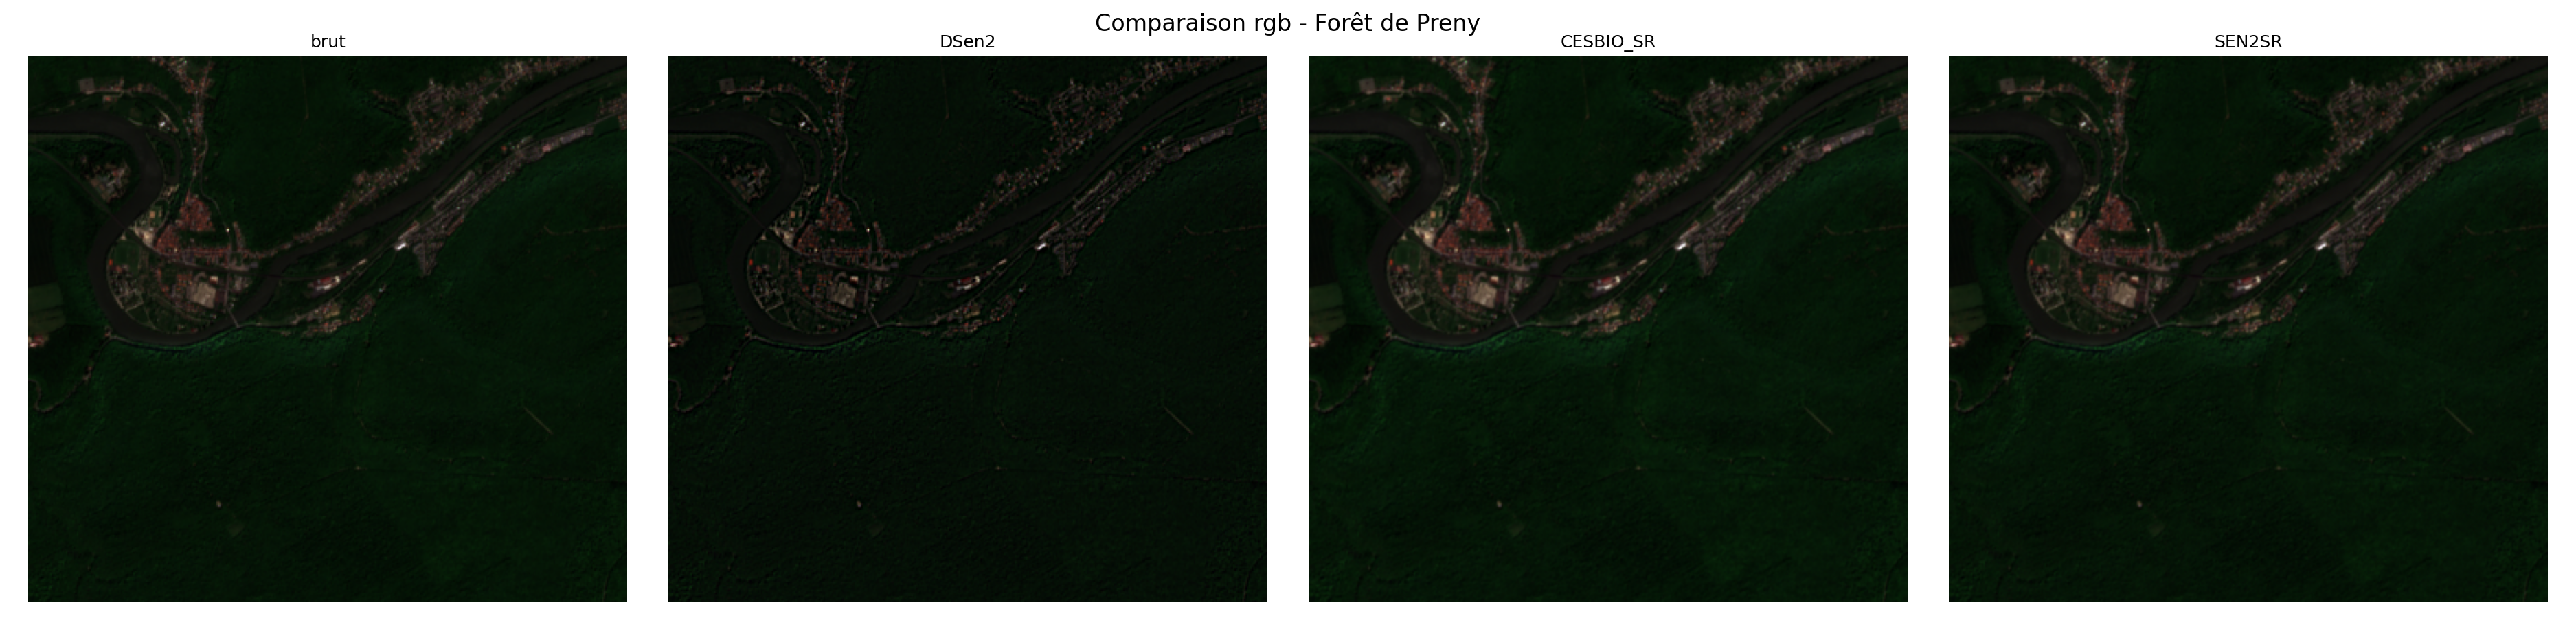 Comparaison rgb - Forêt de Preny
brut
DSen2
CESBIO_SR
SEN2SR